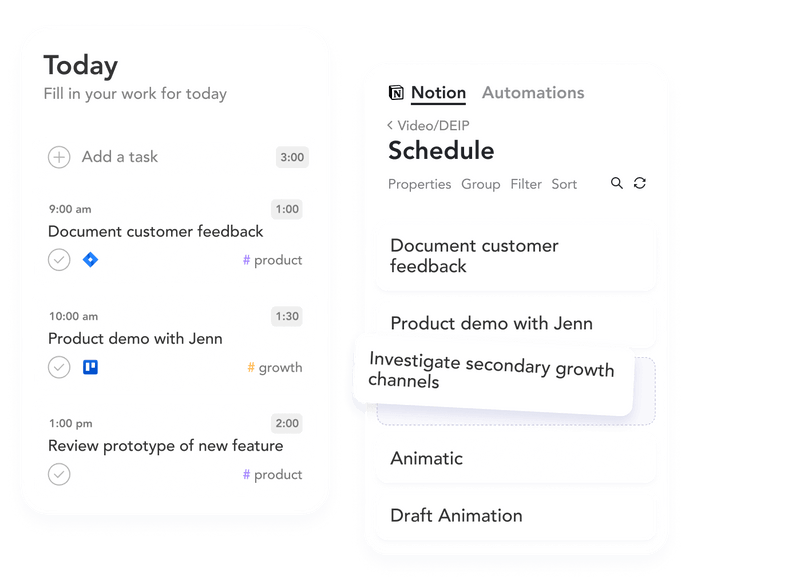 Today
Fill in your work for today
Add a task
3:00
9:00 am
1:00
Document customer feedback
# product
10:00 am
1:30
Product demo with Jenn
# growth
1:00 pm
2:00
Review prototype of new feature
# product
Notion
Automations
< Video/DEIP
Schedule
Properties Group Filter Sort
Document customer
feedback
Product demo with Jenn
Investigate secondary growth
channels
Animatic
Draft Animation